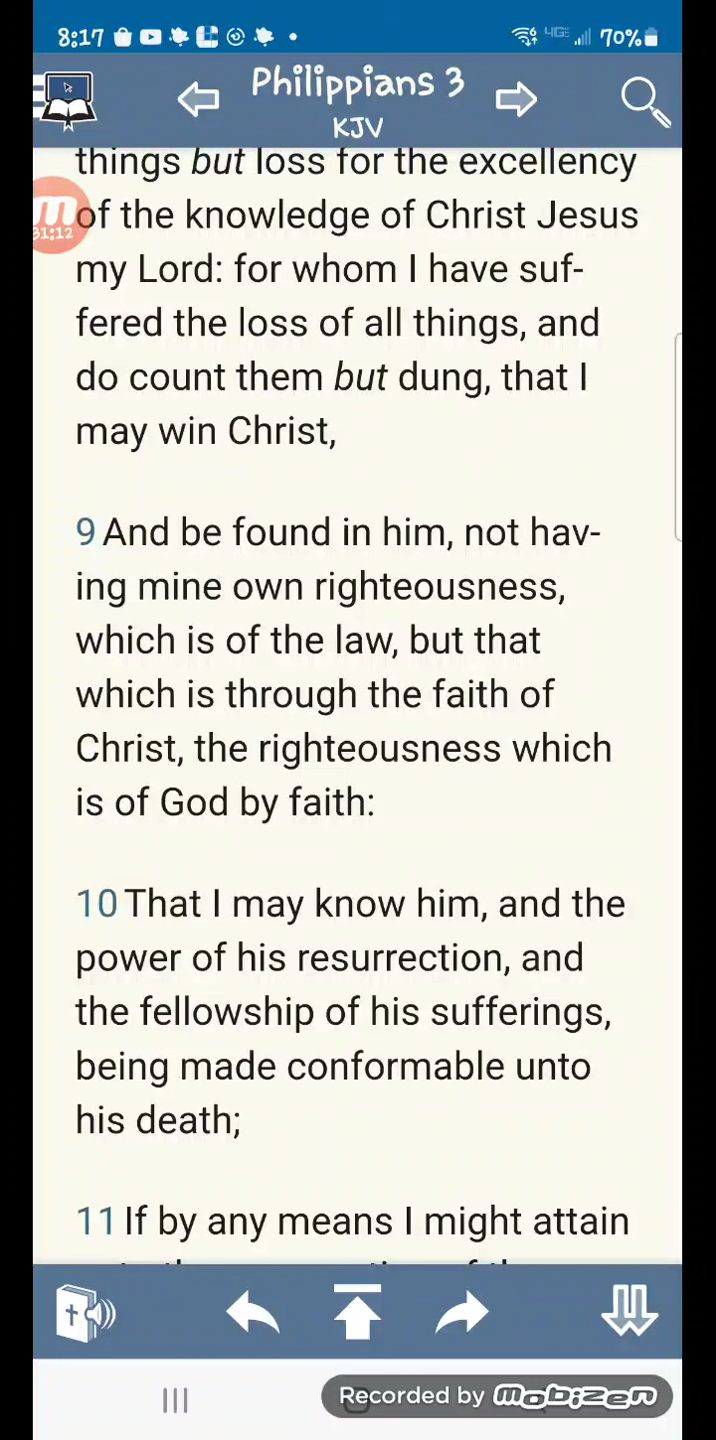 8:17 4GE 70%
Philippians 3
KJV
things but loss for the excellency
of the knowledge of Christ Jesus
31:12
my Lord: for whom I have suf-
fered the loss of all things, and
do count them but dung, that I
may win Christ,
9 And be found in him, not hav-
ing mine own righteousness,
which is of the law, but that
which is through the faith of
Christ, the righteousness which
is of God by faith:
10 That I may know him, and the
power of his resurrection, and
the fellowship of his sufferings,
being made conformable unto
his death;
11 If by any means I might attain
Recorded by mobizen